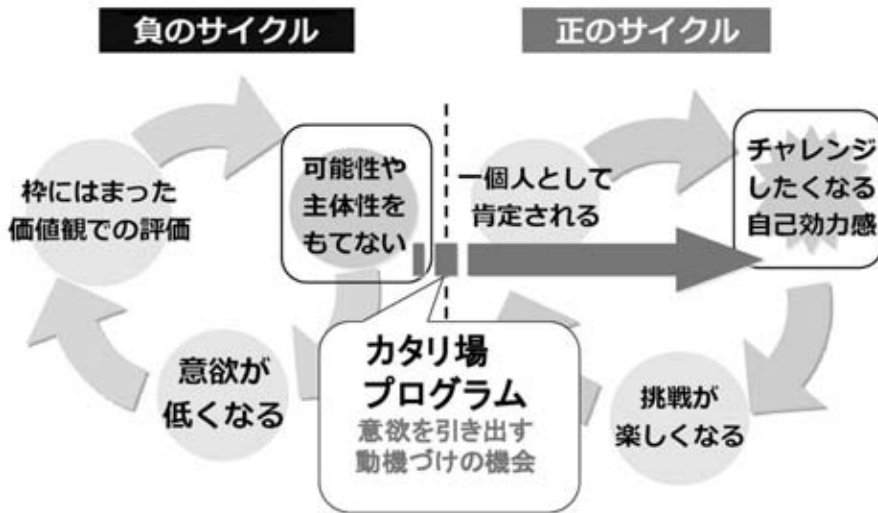 負のサイクル
正のサイクル
枠にはまった
価値観での評価
可能性や
主体性を
もてない
意欲が
低くなる
一個人として
肯定される
チャレンジ
したくなる
自己効力感
挑戦が
楽しくなる
カタリ場
プログラム
意欲を引き出す
動機づけの機会